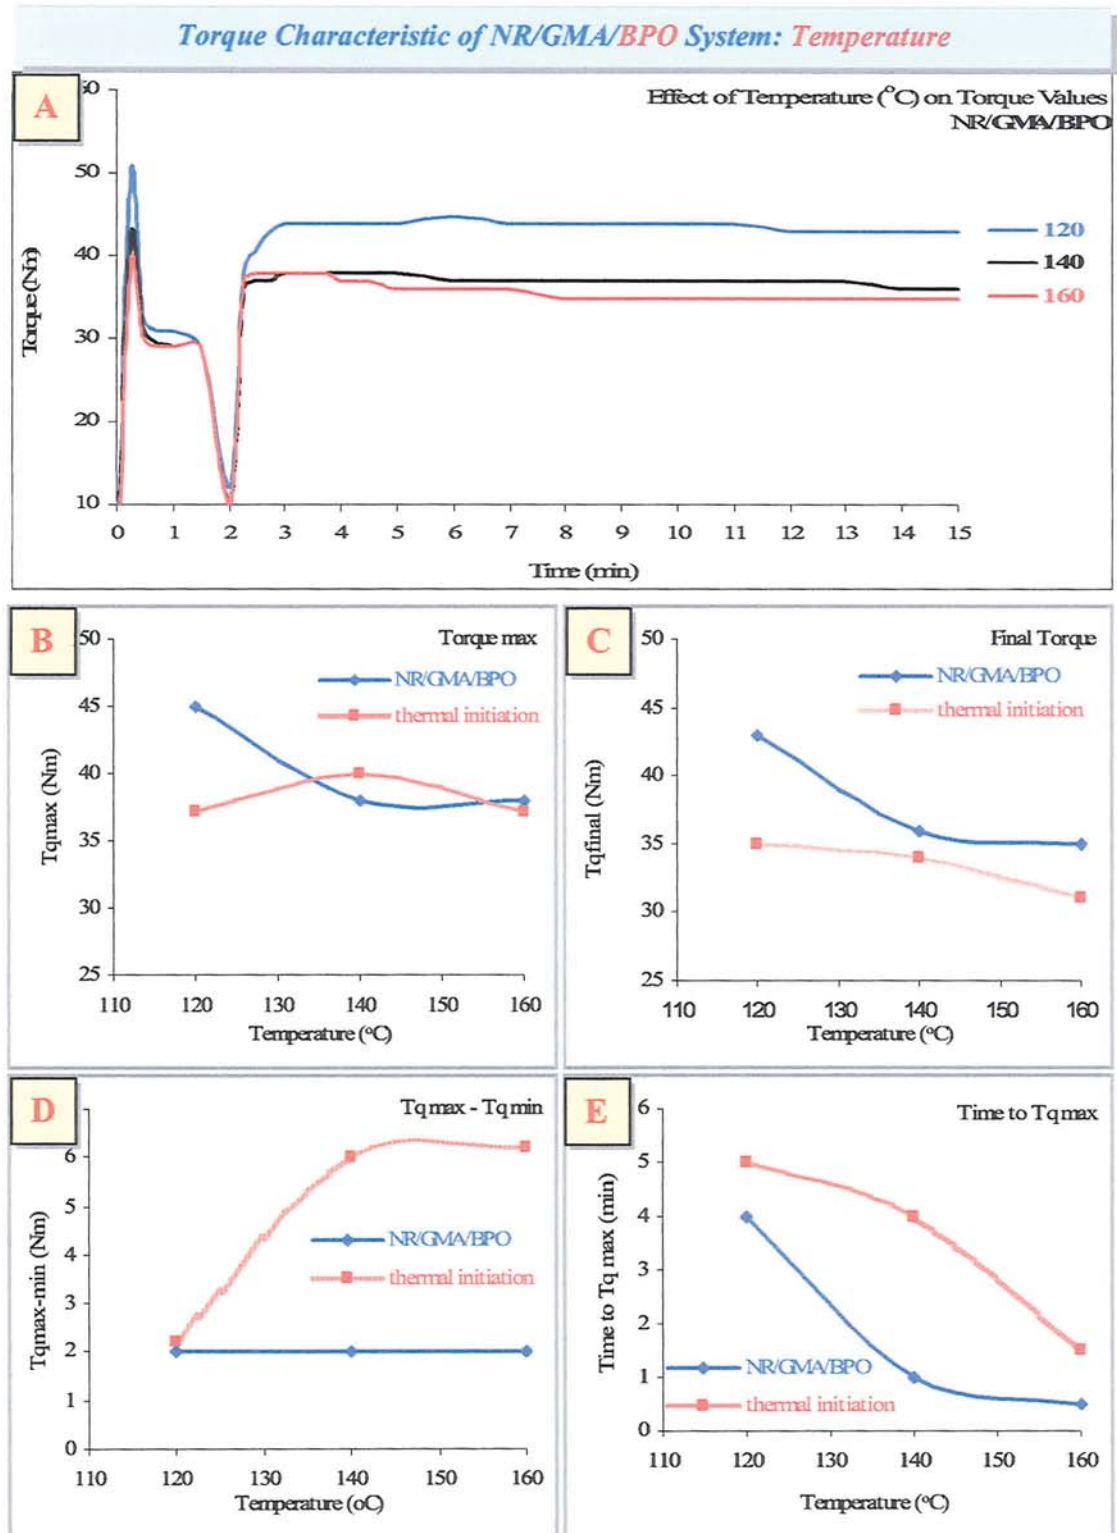 Torque Characteristic of NR/GMA/BPO System: Temperature
A
Effect of Temperature (°C) on Torque Values
NR/GMA/BPO
50
40
30
20
10
Torque (Nm)
120
140
160
0 1 2 3 4 5 6 7 8 9 10 11 12 13 14 15
Time (min)
B
Torque max
NR/GMA/BPO
thermal initiation
50
45
40
35
30
25
Tqmax (Nm)
110 120 130 140 150 160
Temperature (°C)
C
Final Torque
NR/GMA/BPO
thermal initiation
50
45
40
35
30
25
Tqfinal (Nm)
110 120 130 140 150 160
Temperature (°C)
D
Tq max - Tq min
NR/GMA/BPO
thermal initiation
6
5
4
3
2
1
0
Tqmax-min (Nm)
110 120 130 140 150 160
Temperature (oC)
E
Time to Tq max
6
5
4
3
2
1
0
Time to Tq max (min)
NR/GMA/BPO
thermal initiation
110 120 130 140 150 160
Temperature (°C)